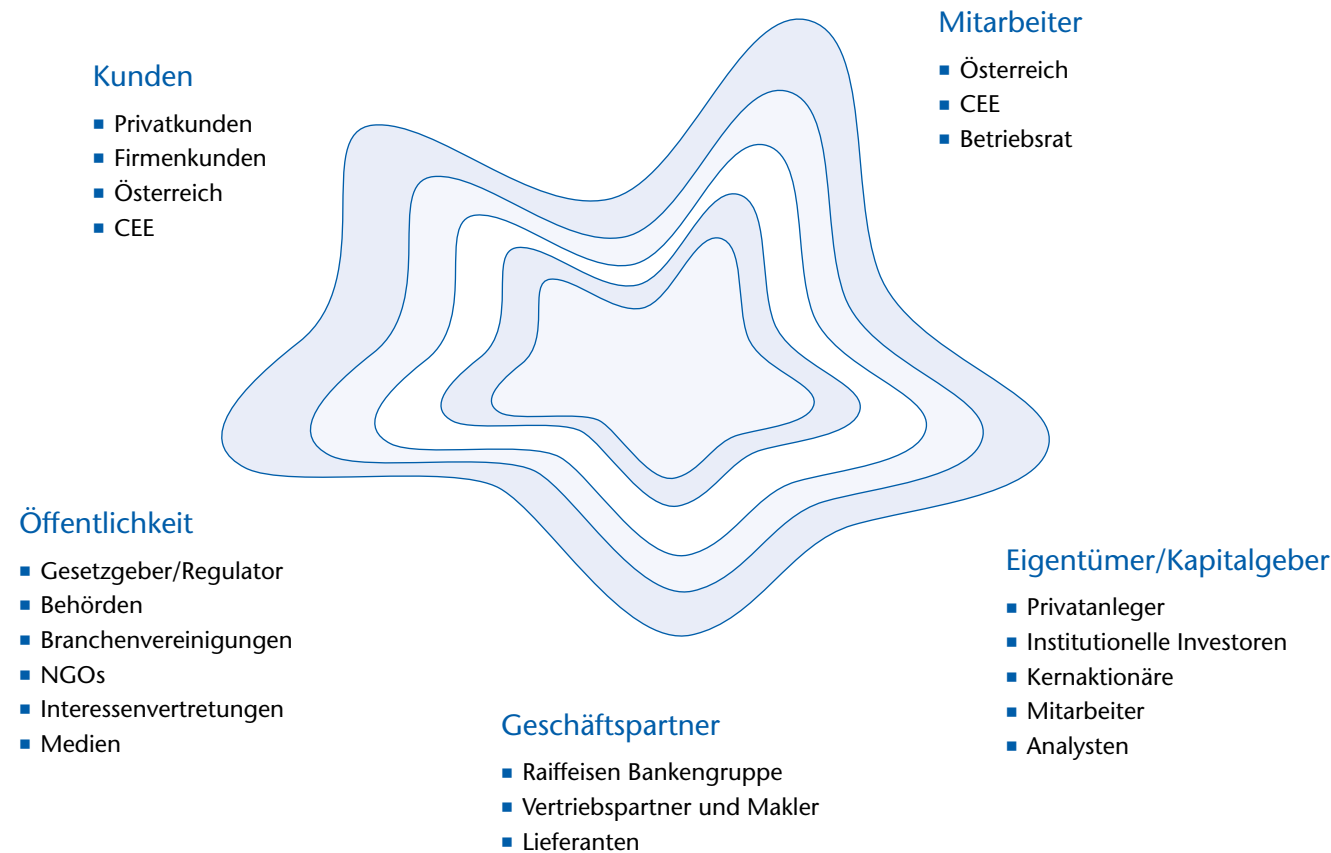 Kunden
Privatkunden
Firmenkunden
Österreich
CEE
Mitarbeiter
Österreich
CEE
Betriebsrat
Öffentlichkeit
Gesetzgeber/Regulator
Behörden
Branchenvereinigungen
NGOs
Interessenvertretungen
Medien
Geschäftspartner
Raiffeisen Bankengruppe
Vertriebspartner und Makler
Lieferanten
Eigentümer/Kapitalgeber
Privatanleger
Institutionelle Investoren
Kernaktionäre
Mitarbeiter
Analysten